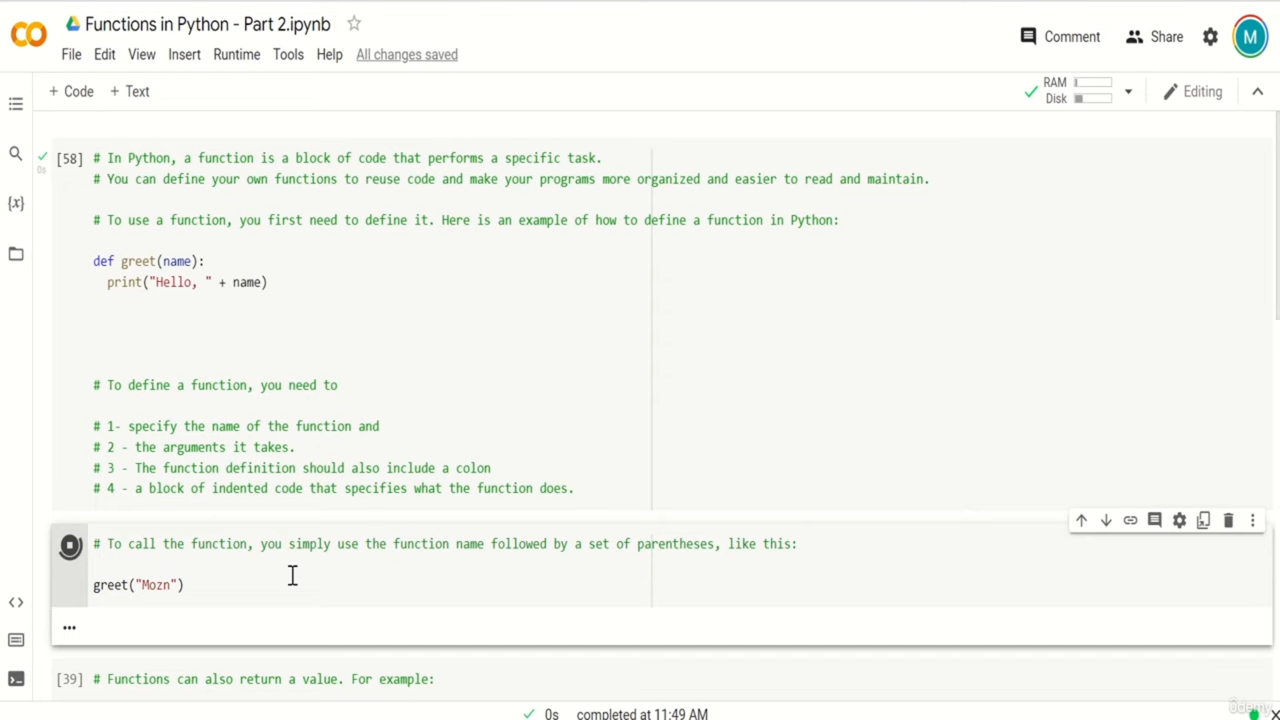 Functions in Python - Part 2.ipynb
File Edit View Insert Runtime Tools Help All changes saved
Comment Share M
+ Code + Text
RAM
Disk
Editing
[58] # In Python, a function is a block of code that performs a specific task.
0s
# You can define your own functions to reuse code and make your programs more organized and easier to read and maintain.
{x}
# To use a function, you first need to define it. Here is an example of how to define a function in Python:
def greet(name):
print("Hello, " + name)
# To define a function, you need to
# 1- specify the name of the function and
# 2 - the arguments it takes.
# 3 - The function definition should also include a colon
# 4 - a block of indented code that specifies what the function does.
# To call the function, you simply use the function name followed by a set of parentheses, like this:
greet("Mozn")
[39] # Functions can also return a value. For example:
0s completed at 11:49 AM
ûdemy